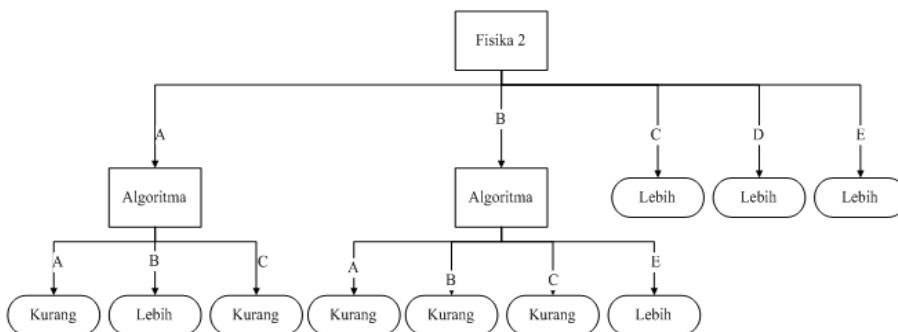 Fisika 2
A
B
C
D
E
Algoritma
Algoritma
Lebih
Lebih
Lebih
A
B
C
A
B
C
E
Kurang
Lebih
Kurang
Kurang
Kurang
Kurang
Lebih